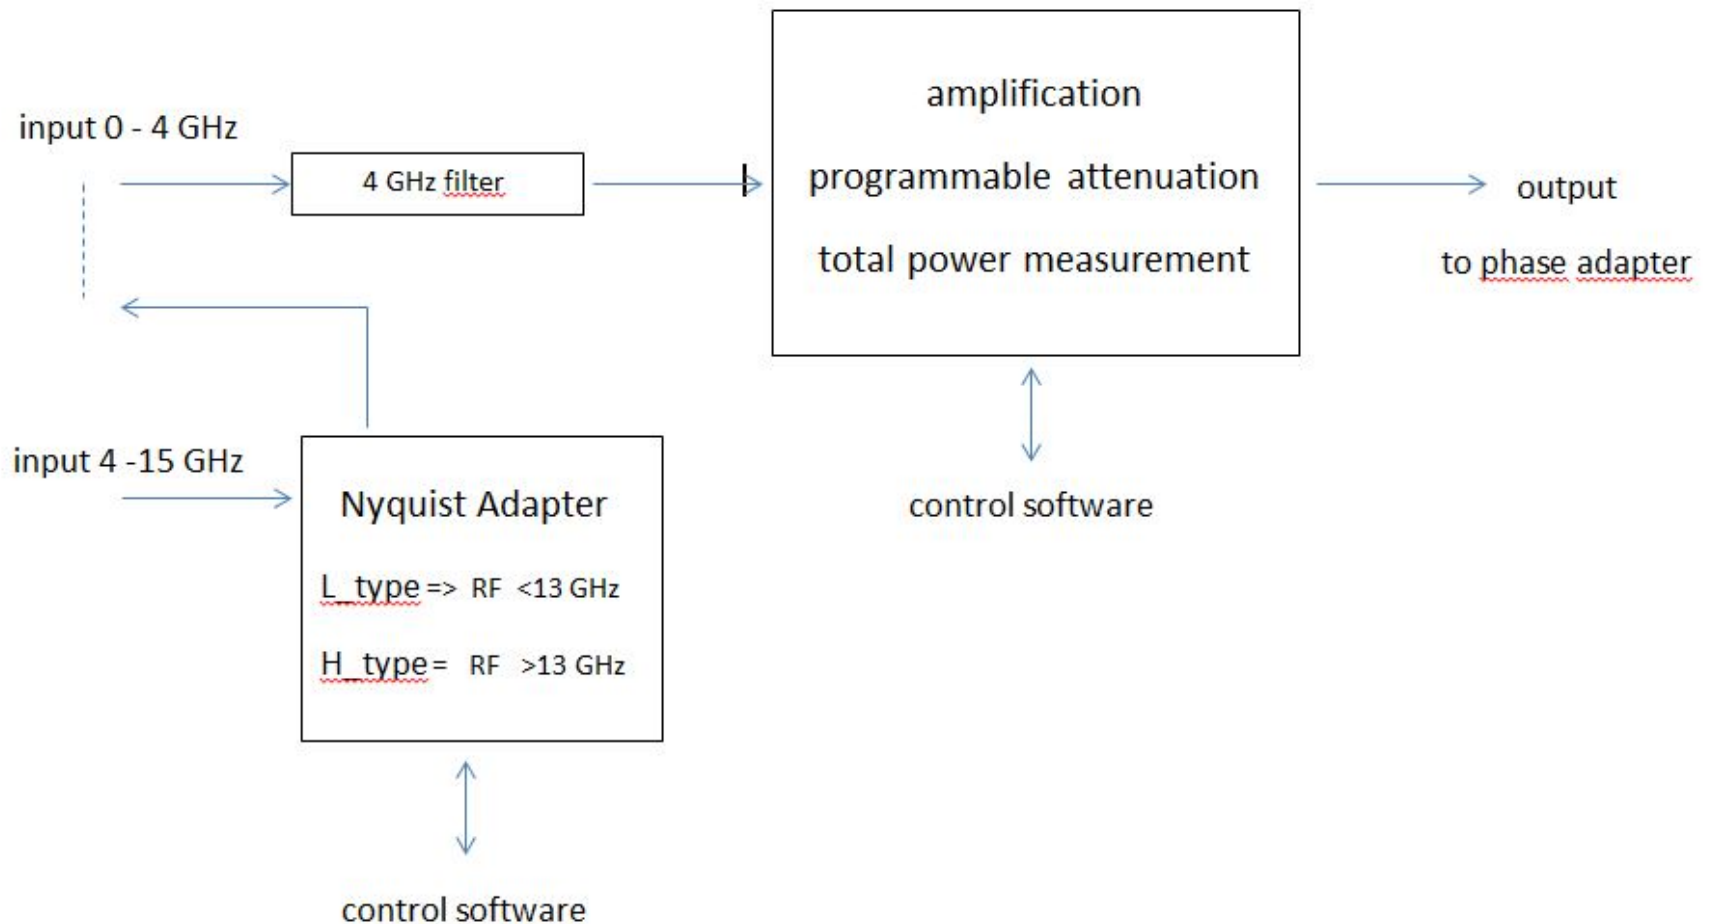 input 0 - 4 GHz
4 GHz filter
amplification
programmable attenuation
total power measurement
output
to phase adapter
control software
input 4 -15 GHz
Nyquist Adapter
L_type => RF <13 GHz
H_type = RF >13 GHz
control software